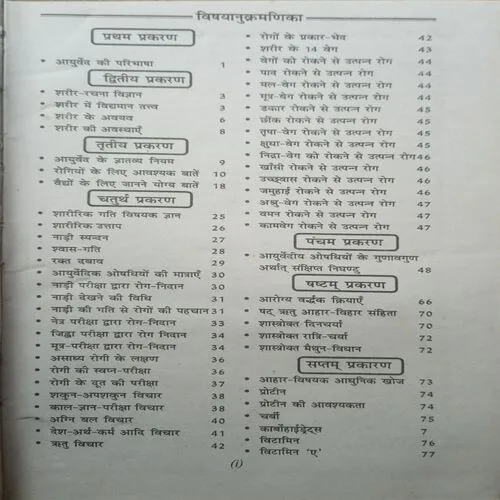 विषयानुक्रमणिका
प्रथम प्रकरण
आयुर्वेद की परिभाषा 1
द्वितीय प्रकरण
शरीर-रचना विज्ञान 3
शरीर में विद्यमान तत्त्व 3
शरीर के अवयव 6
शरीर की अवस्थाएँ 8
तृतीय प्रकरण
आयुर्वेद के ज्ञातव्य नियम 9
रोगियों के लिए आवश्यक बातें 10
वैद्यों के लिए जानने योग्य बातें 18
चतुर्थ प्रकरण
शारीरिक गति विषयक ज्ञान 25
शारीरिक उत्ताप 26
नाड़ी स्पन्दन 27
श्वास-गति 28
रक्त दबाव 29
आयुर्वेदिक ओषधियों की मात्राएँ 30
नाड़ी परीक्षा द्वारा रोग-निदान 30
नाड़ी देखने की विधि 31
नाड़ी की गति से रोगों की पहचान 31
नेत्र परीक्षा द्वारा रोग-निदान 33
जिह्वा परीक्षा द्वारा रोग निदान 34
मूत्र-परीक्षा द्वारा रोग-निदान 34
असाध्य रोगी के लक्षण 36
रोगी की स्वप्न-परीक्षा 36
रोगी के दूत की परीक्षा 37
शकुन-अपशकुन विचार 38
काल-ज्ञान-परीक्षा विचार 38
अग्नि बल विचार 40
देश-अर्थ-कर्म आदि विचार 41
ऋतु विचार 42
रोगों के प्रकार-भेद 42
शरीर के 14 वेग 43
वेगों को रोकने से उत्पन्न रोग 44
पाद रोकने से उत्पन्न रोग 44
मल-वेग रोकने से उत्पन्न रोग 44
मूत्र-वेग रोकने से उत्पन्न रोग 44
डकार रोकने से उत्पन्न रोग 45
छींक रोकने से उत्पन्न रोग 45
तृषा-वेग रोकने से उत्पन्न रोग 45
क्षुधा-वेग रोकने से उत्पन्न रोग 45
निद्रा-वेग को रोकने से उत्पन्न रोग 46
खाँसी रोकने से उत्पन्न रोग 46
उच्छ्वास रोकने से उत्पन्न रोग 46
जमुहाई रोकने से उत्पन्न रोग 46
अश्रु-वेग रोकने से उत्पन्न रोग 47
वमन रोकने से उत्पन्न रोग 47
कामवेग रोकने से उत्पन्न रोग 47
पंचम प्रकरण
आयुर्वेदीय ओषधियों के गुणावगुण
अर्थात् संक्षिप्त निघण्टु 48
षष्टम् प्रकरण
आरोग्य वर्द्धक क्रियाएँ 66
षद् ऋतु आहार-विहार संहिता 70
शास्त्रोक्त दिनचर्या 70
शास्त्रोक्त रात्रि-चर्या 72
शास्त्रोक्त मैथुन-विधान 72
सप्तम् प्रकारण
आहार-विषयक आधुनिक खोज 73
प्रोटीन 74
प्रोटीन की आवश्यकता 74
चर्बी 75
कार्बोहाईड्रेट्स 7
विटामिन 76
विटामिन 'ए' 77
(i)